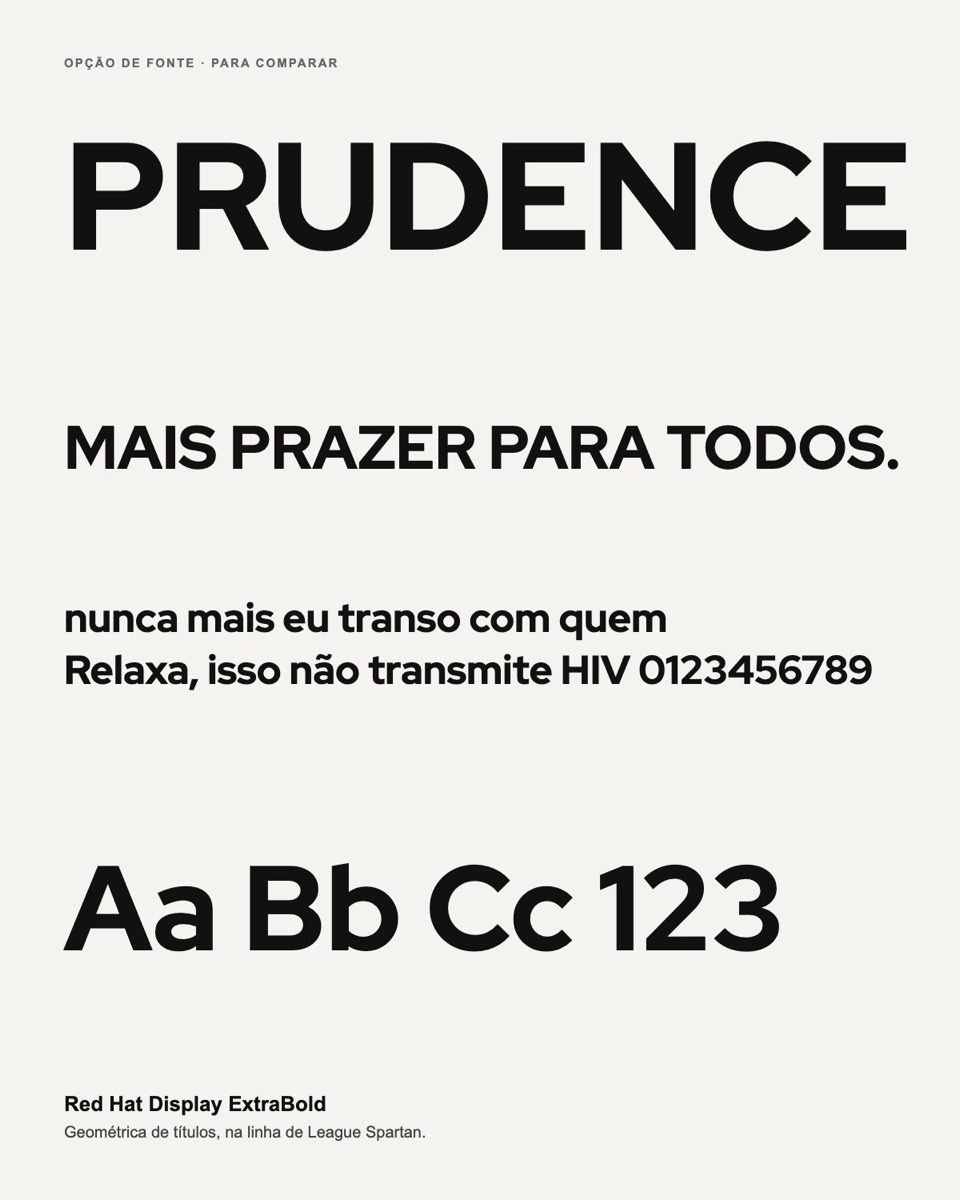 OPÇÃO DE FONTE · PARA COMPARAR
PRUDENCE
MAIS PRAZER PARA TODOS.
nunca mais eu transo com quem
Relaxa, isso não transmite HIV 0123456789
Aa Bb Cc 123
Red Hat Display ExtraBold
Geométrica de títulos, na linha de League Spartan.